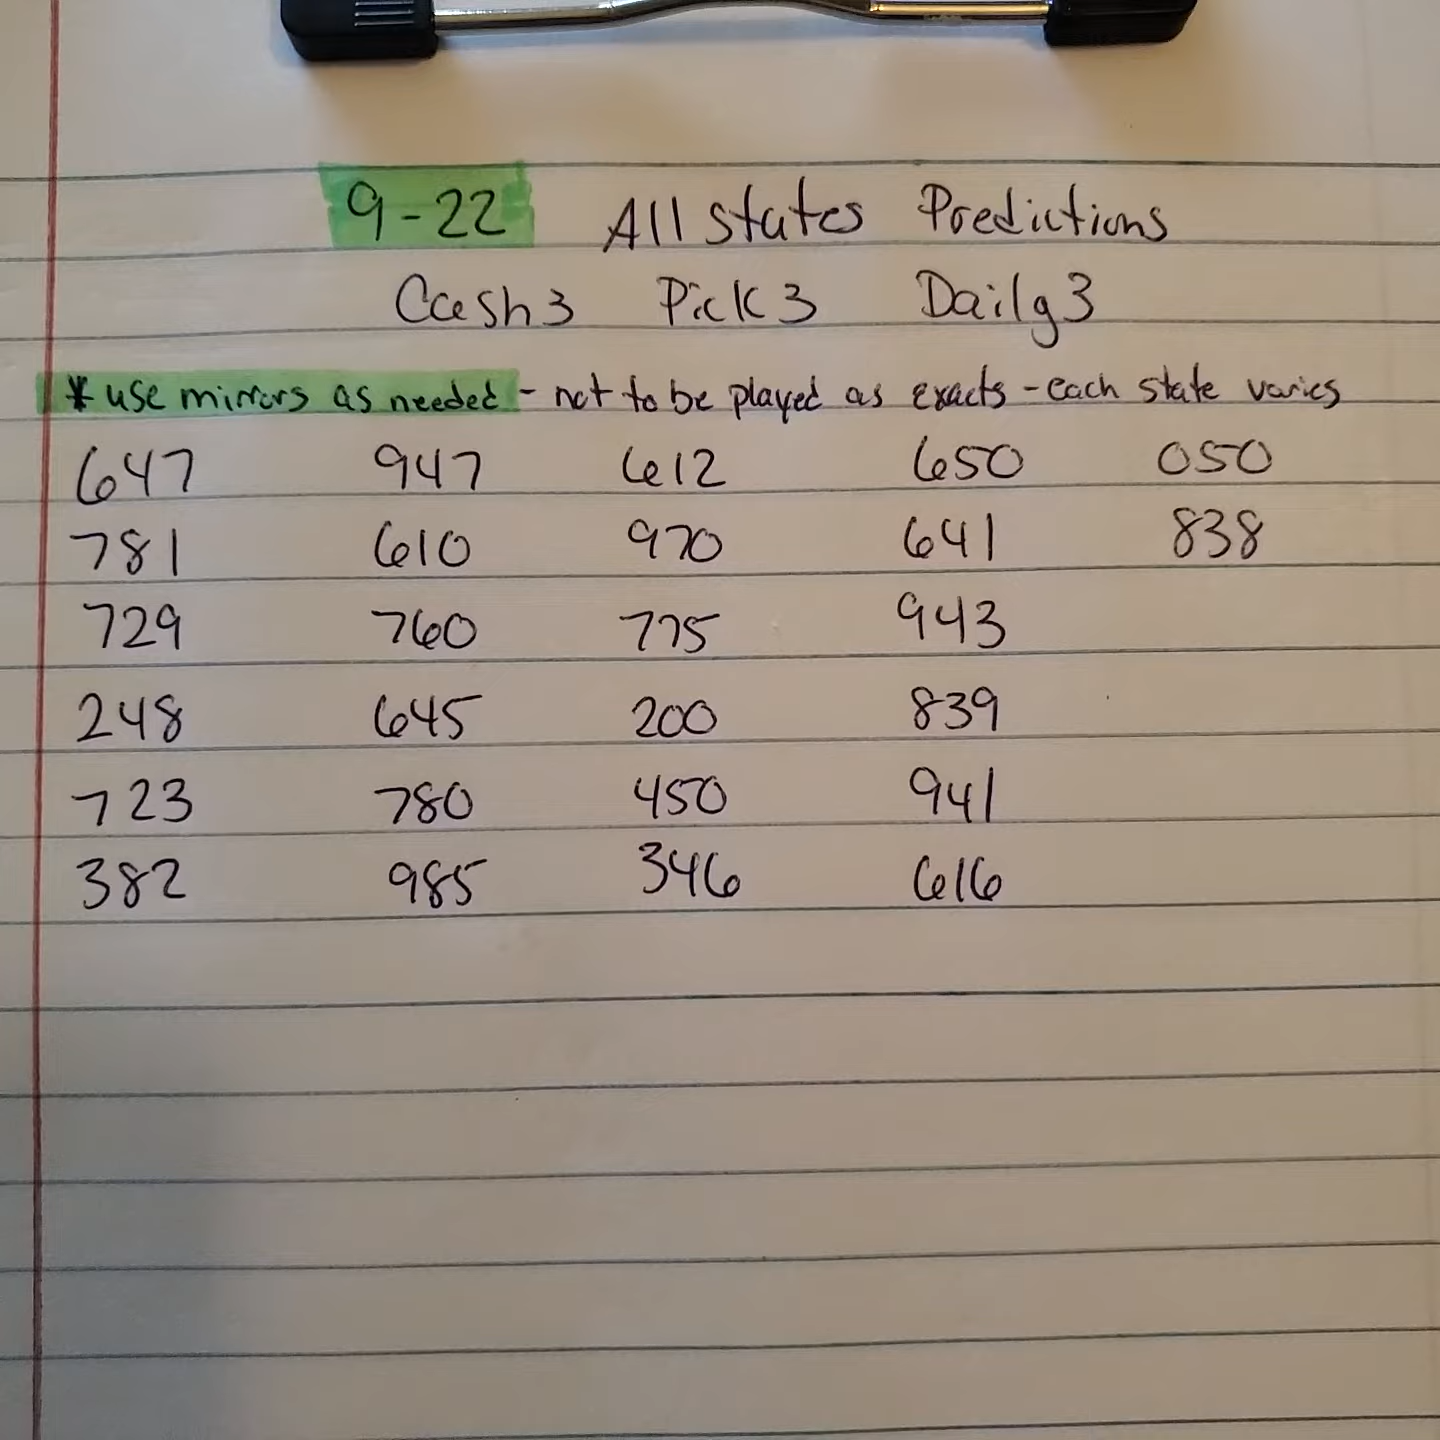 9-22 All states Predictions
Cash3 Pick3 Daily3
* use mirrors as needed - not to be played as exacts - each state varies
647 947 612 650 050
781 610 970 641 838
729 760 775 943
248 645 200 839
723 780 450 941
382 985 346 616